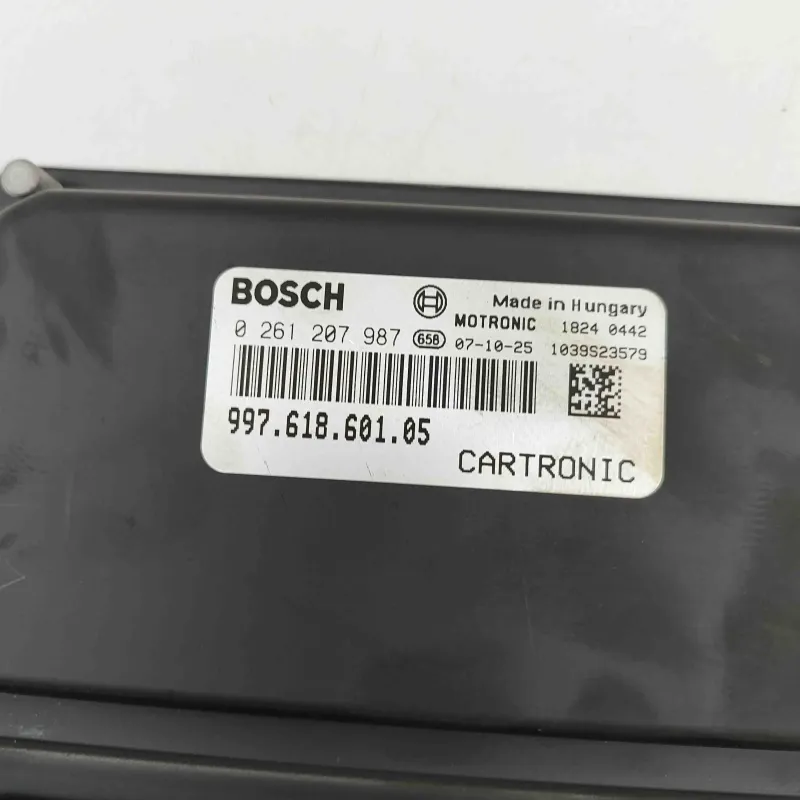 BOSCH Made in Hungary
MOTRONIC 1824 0442
0 261 207 987 658 07-10-25 1039S23579
997.618.601.05
CARTRONIC